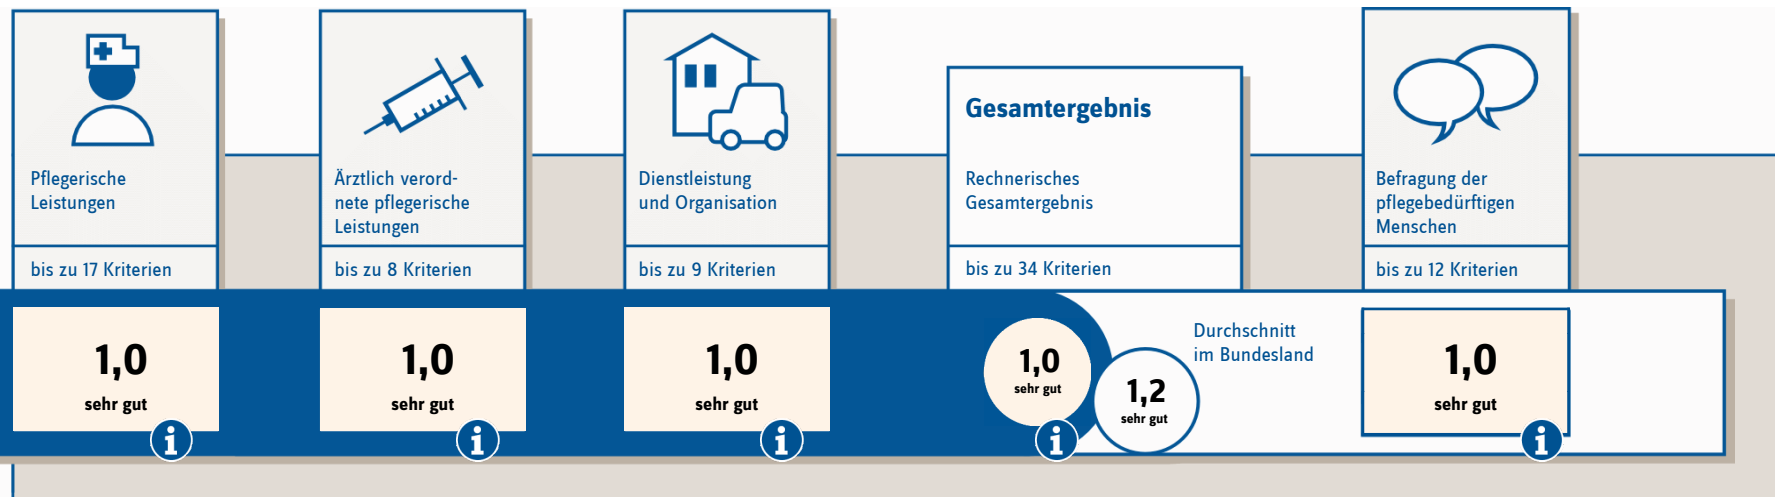 Pflegerische
Leistungen
bis zu 17 Kriterien
1,0
sehr gut
i
Ärztlich verord-
nete pflegerische
Leistungen
bis zu 8 Kriterien
1,0
sehr gut
i
Dienstleistung
und Organisation
bis zu 9 Kriterien
1,0
sehr gut
i
Gesamtergebnis
Rechnerisches
Gesamtergebnis
bis zu 34 Kriterien
1,0
sehr gut
i
1,2
sehr gut
Durchschnitt
im Bundesland
Befragung der
pflegebedürftigen
Menschen
bis zu 12 Kriterien
1,0
sehr gut
i